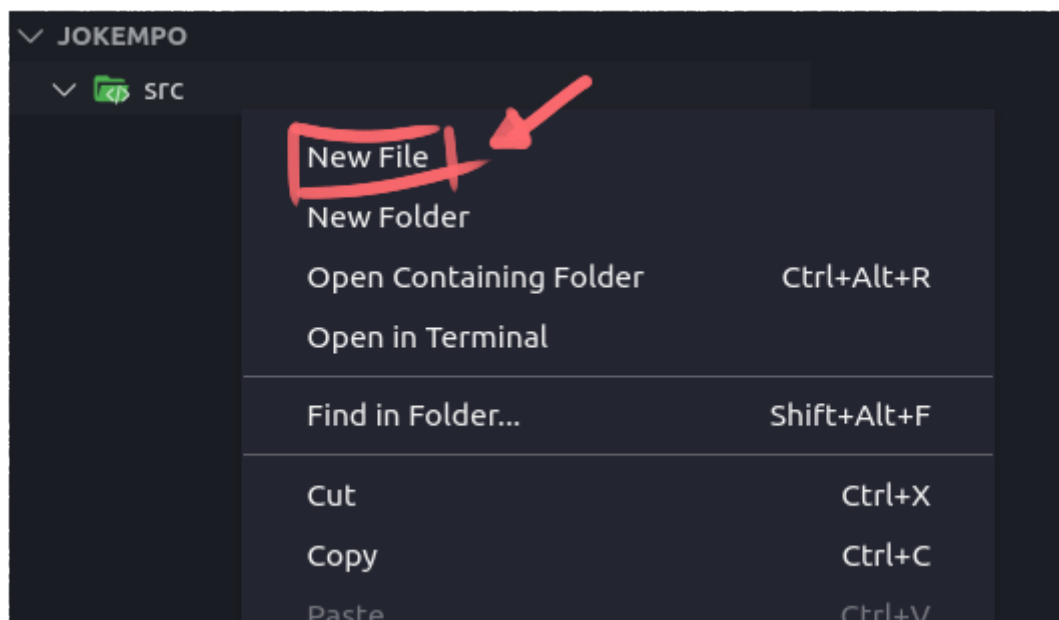 JOKEMPO
src
New File
New Folder
Open Containing Folder Ctrl+Alt+R
Open in Terminal
Find in Folder... Shift+Alt+F
Cut Ctrl+X
Copy Ctrl+C
Paste Ctrl+V